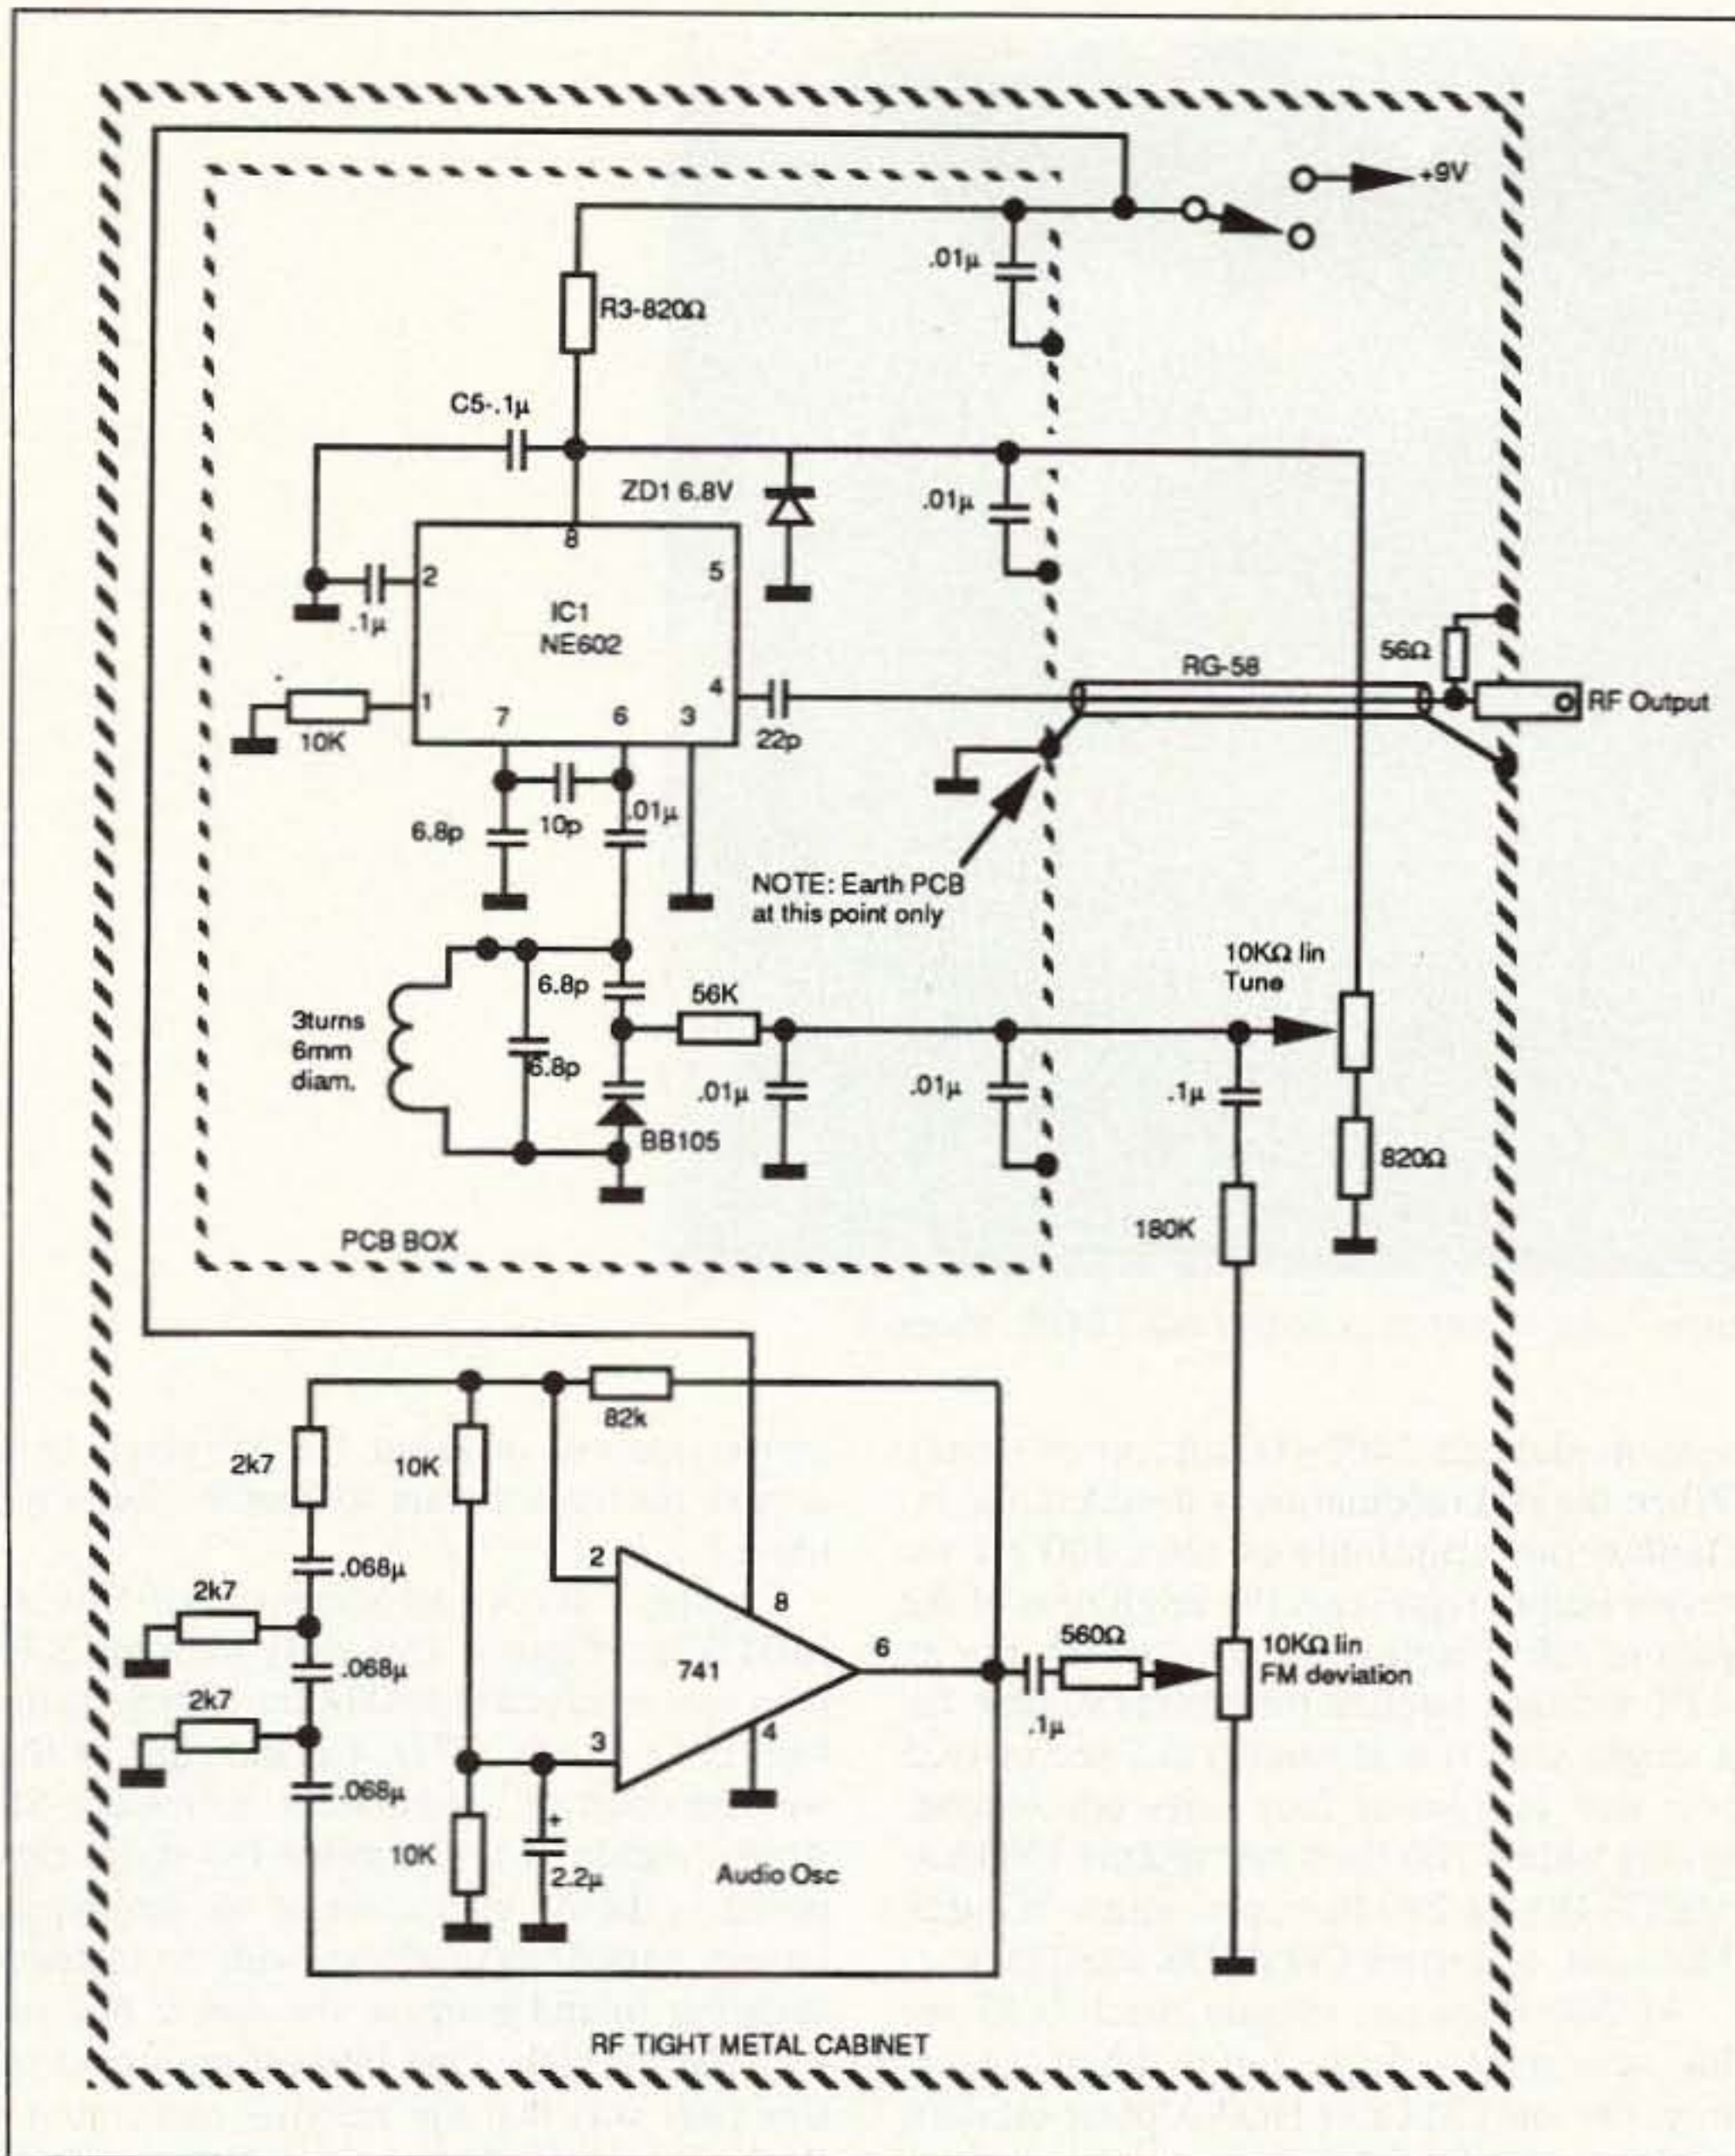 +9V
.01µ
R3-820Ω
C5-.1µ
ZD1 6.8V
.01µ
8
2
5
IC1
NE602
.1µ
56Ω
RG-58
4
1
RF Output
7
6
3
10K
22p
.01µ
6.8p
10p
NOTE: Earth PCB
at this point only
10KΩ lin
Tune
6.8p
56K
3turns
6mm
diam.
6.8p
.01µ
.01µ
.1µ
BB105
820Ω
180K
PCB BOX
82k
2k7
10K
2
.068µ
8
2k7
6
560Ω
10KΩ lin
FM deviation
741
.068µ
2k7
.1µ
3
4
.068µ
+
10K
2.2µ
Audio Osc
RF TIGHT METAL CABINET